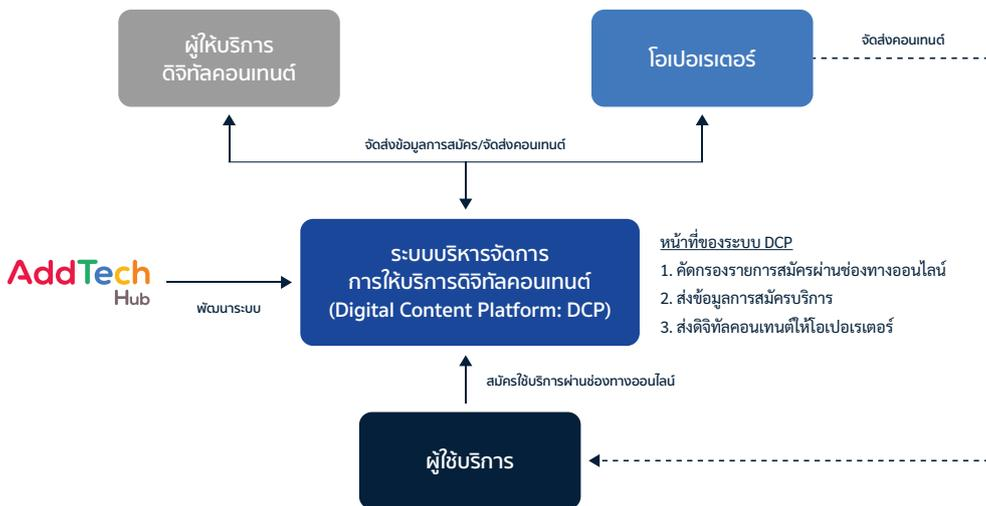 ผู้ให้บริการ
ดิจิทัลคอนเทนต์
โอเปอเรเตอร์
จัดส่งคอนเทนต์
จัดส่งข้อมูลการสมัคร/จัดส่งคอนเทนต์
AddTech
Hub
พัฒนาระบบ
ระบบบริหารจัดการ
การให้บริการดิจิทัลคอนเทนต์
(Digital Content Platform: DCP)
หน้าที่ของระบบ DCP
1. คัดกรองรายการสมัครผ่านช่องทางออนไลน์
2. ส่งข้อมูลการสมัครบริการ
3. ส่งดิจิทัลคอนเทนต์ให้โอเปอเรเตอร์
สมัครใช้บริการผ่านช่องทางออนไลน์
ผู้ใช้บริการ